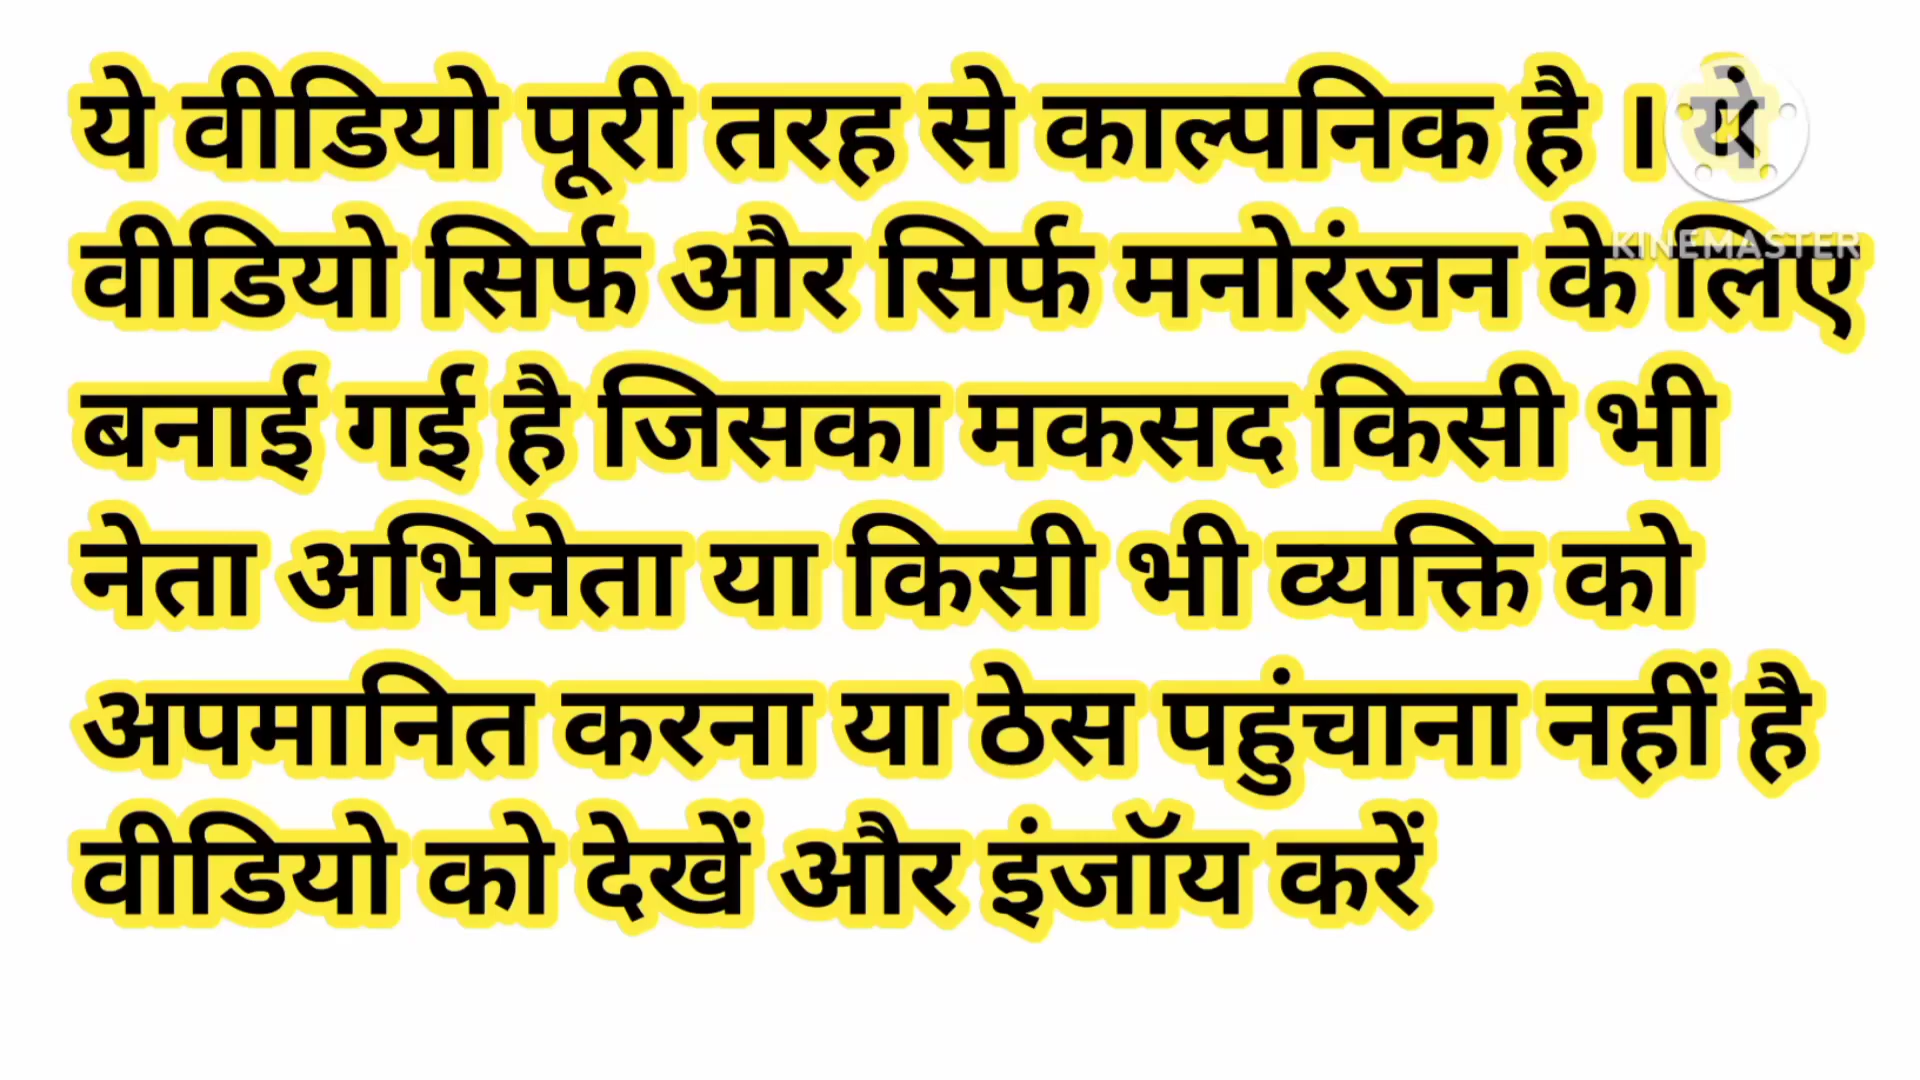 ये वीडियो पूरी तरह से काल्पनिक है । ये
वीडियो सिर्फ और सिर्फ मनोरंजन के लिए
बनाई गई है जिसका मकसद किसी भी
नेता अभिनेता या किसी भी व्यक्ति को
अपमानित करना या ठेस पहुंचाना नहीं है
वीडियो को देखें और इंजॉय करें
KINEMASTER